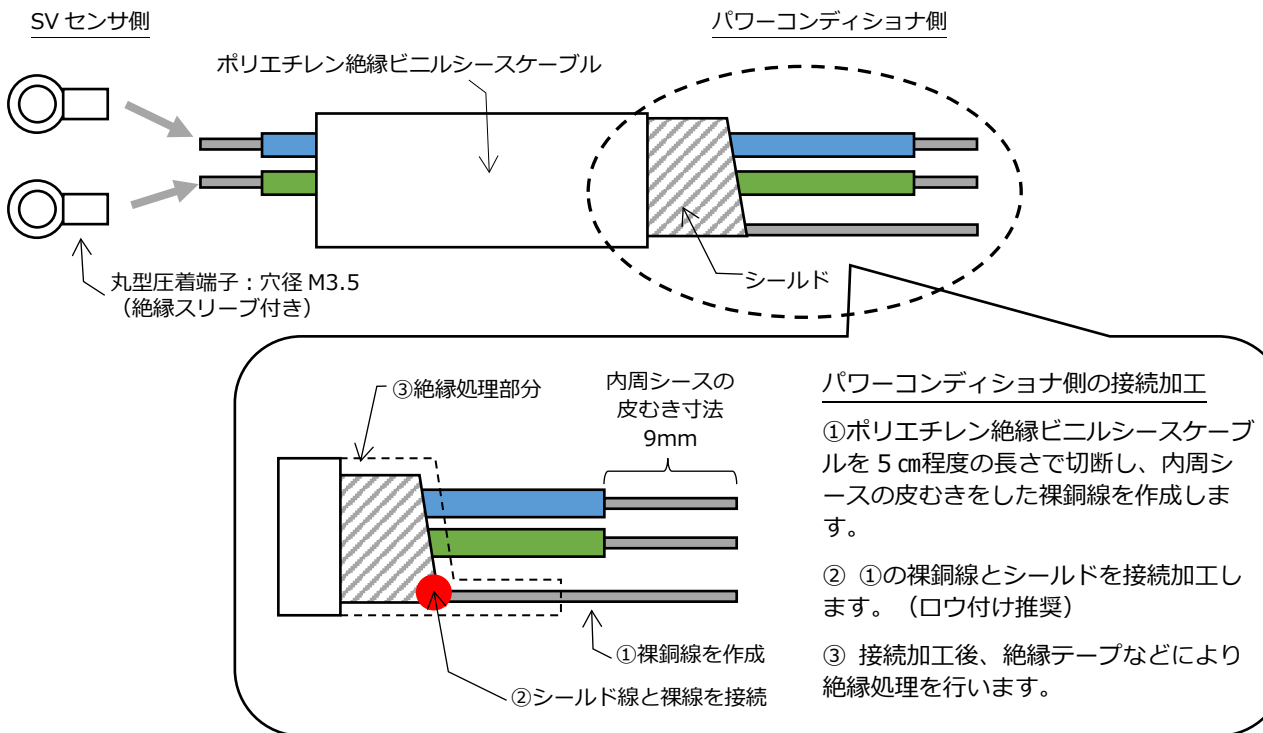 SV センサ側
パワーコンディショナ側
ポリエチレン絶縁ビニルシースケーブル
丸型圧着端子：穴径 M3.5
（絶縁スリーブ付き）
シールド
③絶縁処理部分
内周シースの
皮むき寸法
9mm
①裸銅線を作成
②シールド線と裸線を接続
パワーコンディショナ側の接続加工
①ポリエチレン絶縁ビニルシースケーブ
ルを 5 ㎝程度の長さで切断し、内周シ
ースの皮むきをした裸銅線を作成しま
す。
② ①の裸銅線とシールドを接続加工し
ます。（ロウ付け推奨）
③ 接続加工後、絶縁テープなどにより
絶縁処理を行います。